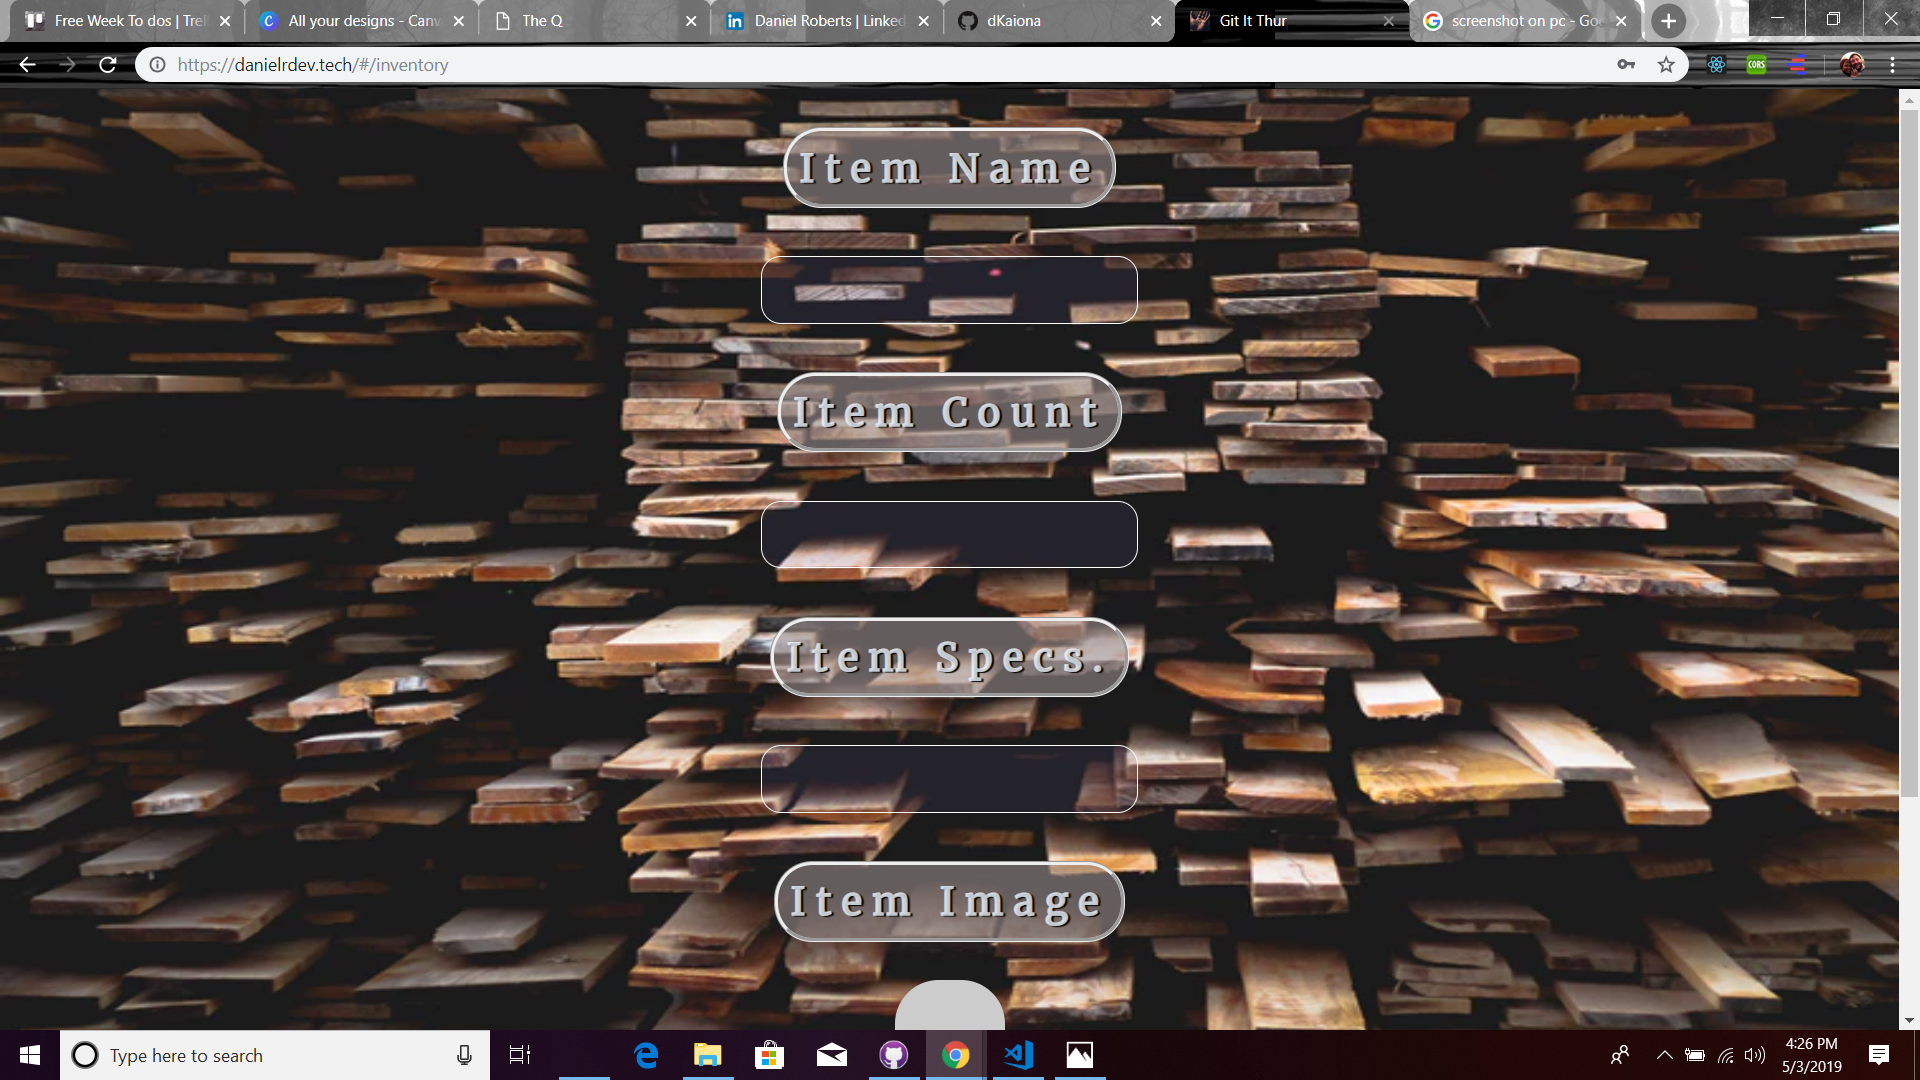 Free Week To dos | Trell
All your designs - Canv
The Q
Daniel Roberts | Linked
dKaiona
Git It Thur
screenshot on pc - Goo
https://danielrdev.tech/#/inventory
CORS
Item Name
Item Count
Item Specs.
Item Image
Type here to search
4:26 PM
5/3/2019